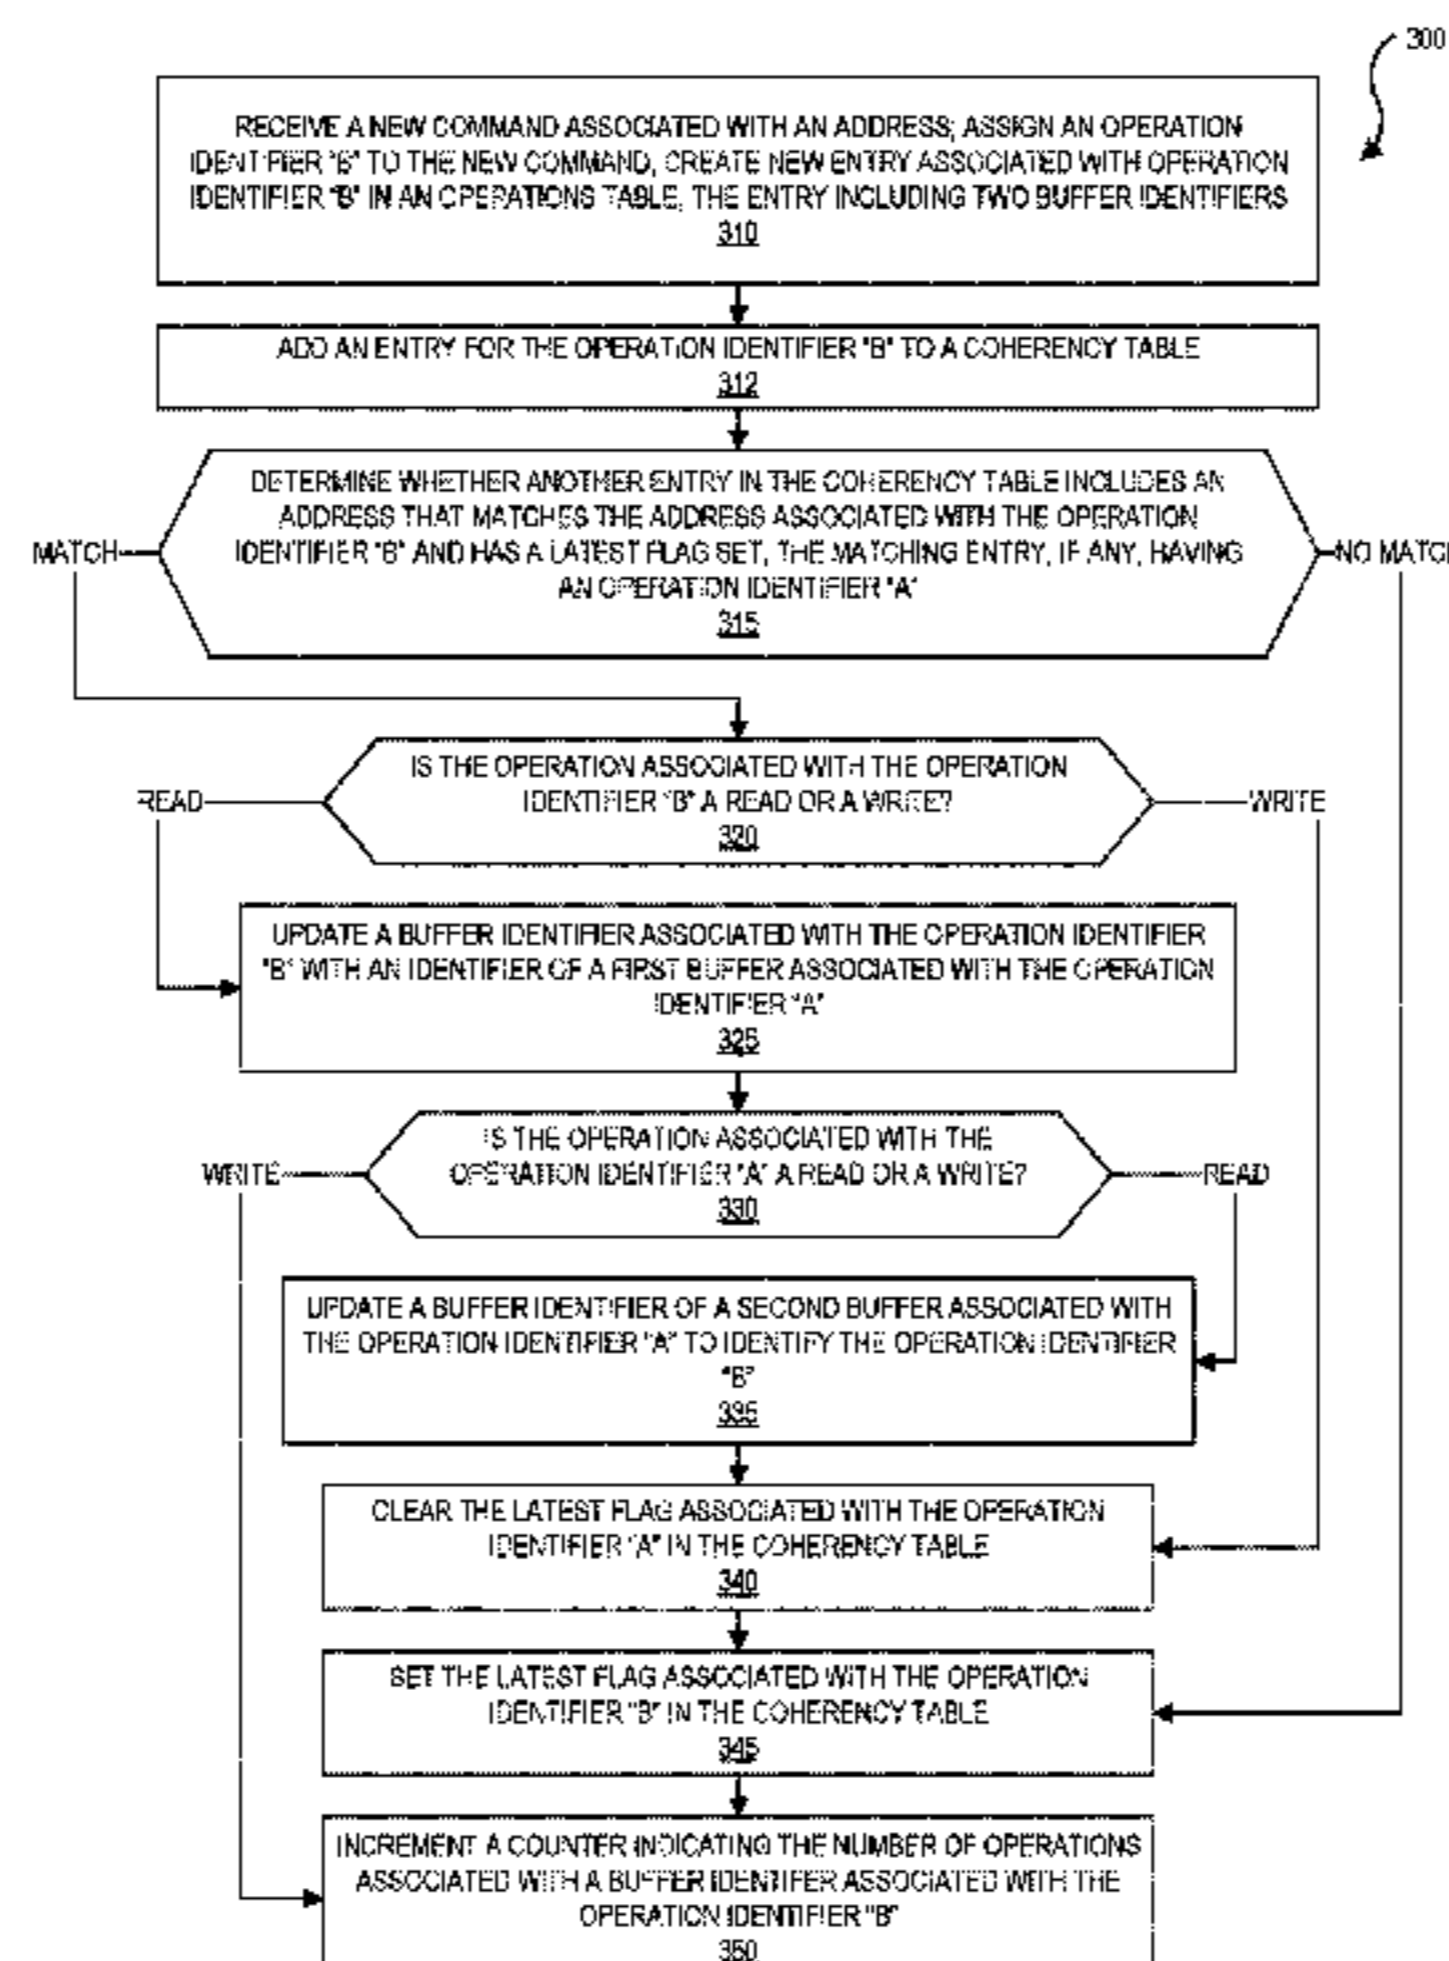 300
RECEIVE A NEW COMMAND ASSOCIATED WITH AN ADDRESS; ASSIGN AN OPERATION
IDENTIFIER "B" TO THE NEW COMMAND, CREATE NEW ENTRY ASSOCIATED WITH OPERATION
IDENTIFIER "B" IN AN OPERATIONS TABLE, THE ENTRY INCLUDING TWO BUFFER IDENTIFIERS
310
ADD AN ENTRY FOR THE OPERATION IDENTIFIER "B" TO A COHERENCY TABLE
312
DETERMINE WHETHER ANOTHER ENTRY IN THE COHERENCY TABLE INCLUDES AN
ADDRESS THAT MATCHES THE ADDRESS ASSOCIATED WITH THE OPERATION
MATCH IDENTIFIER "B" AND HAS A LATEST FLAG SET, THE MATCHING ENTRY, IF ANY, HAVING NO MATC
AN OPERATION IDENTIFIER "A"
315
IS THE OPERATION ASSOCIATED WITH THE OPERATION
READ IDENTIFIER "B" A READ OR A WRITE? WRITE
320
UPDATE A BUFFER IDENTIFIER ASSOCIATED WITH THE OPERATION IDENTIFIER
"B" WITH AN IDENTIFIER OF A FIRST BUFFER ASSOCIATED WITH THE OPERATION
IDENTIFIER "A"
325
IS THE OPERATION ASSOCIATED WITH THE
WRITE OPERATION IDENTIFIER "A" A READ OR A WRITE? READ
330
UPDATE A BUFFER IDENTIFIER OF A SECOND BUFFER ASSOCIATED WITH
THE OPERATION IDENTIFIER "A" TO IDENTIFY THE OPERATION IDENTIFIER
"B"
335
CLEAR THE LATEST FLAG ASSOCIATED WITH THE OPERATION
IDENTIFIER "A" IN THE COHERENCY TABLE
340
SET THE LATEST FLAG ASSOCIATED WITH THE OPERATION
IDENTIFIER "B" IN THE COHERENCY TABLE
345
INCREMENT A COUNTER INDICATING THE NUMBER OF OPERATIONS
ASSOCIATED WITH A BUFFER IDENTIFER ASSOCIATED WITH THE
OPERATION IDENTIFIER "B"
350